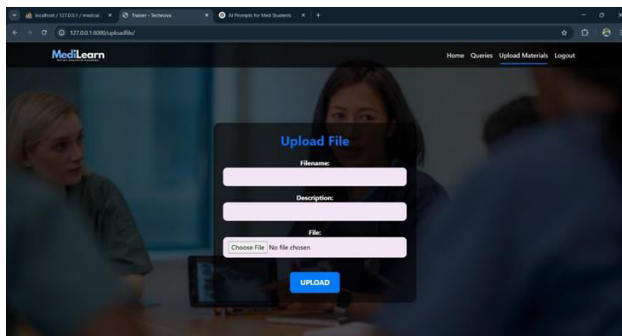 localhost / 127.0.0.1 / medical
Trainer - Technova
AI Prompts for Med Students
127.0.0.1:8000/uploadfile/
MediLearn
Home Queries Upload Materials Logout
Upload File
Filename:
Description:
File:
Choose File No file chosen
UPLOAD